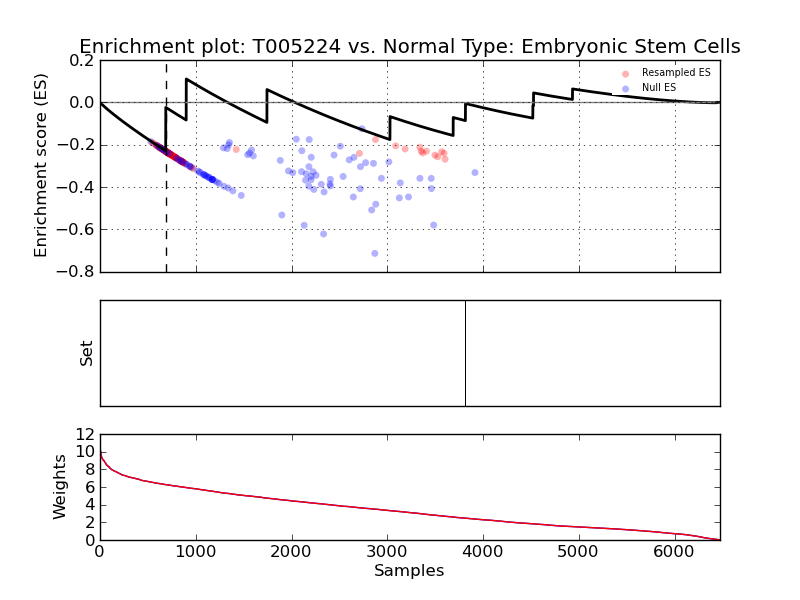 Enrichment plot: T005224 vs. Normal Type: Embryonic Stem Cells
Enrichment score (ES)
0.2
0.0
−0.2
−0.4
−0.6
−0.8
Resampled ES
Null ES
Set
Weights
12
10
8
6
4
2
0
0 1000 2000 3000 4000 5000 6000
Samples